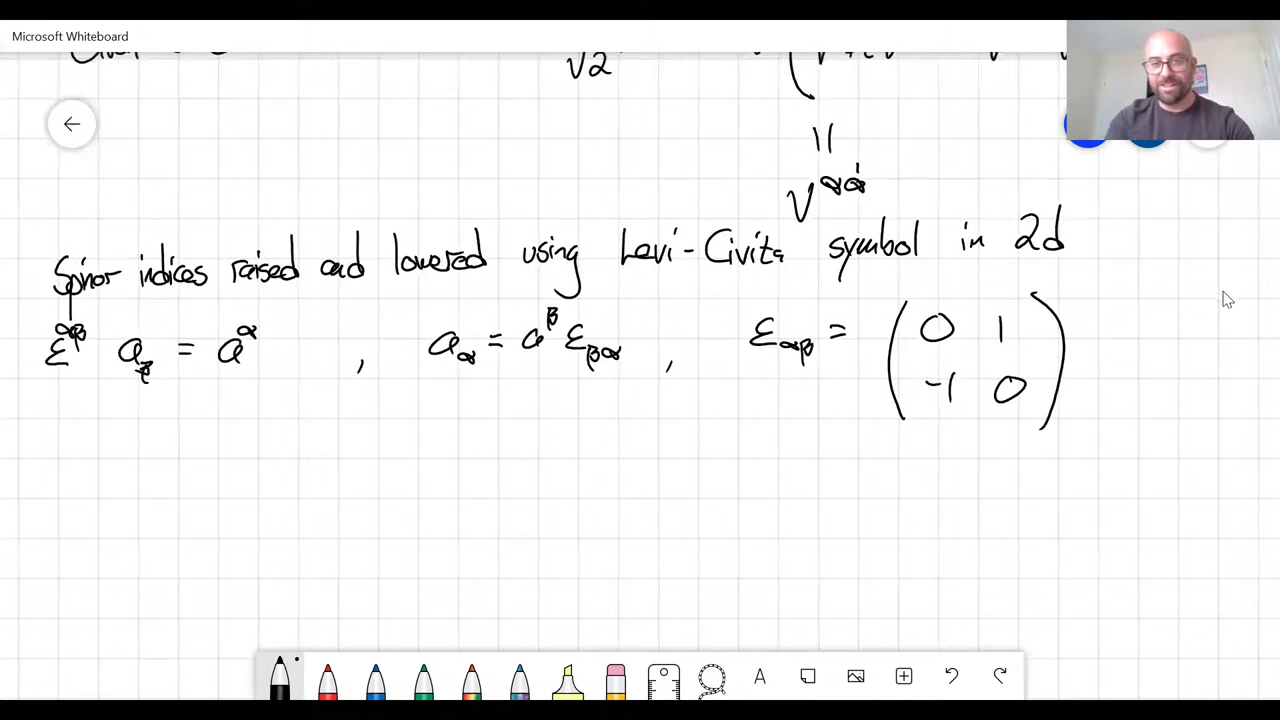 Microsoft Whiteboard
√2
||
V^{αα̇}
Spinor indices raised and lowered using Levi-Civita symbol in 2d
ε^{αβ} a_β = a^α , a_α = a^β ε_{βα} , ε_{αβ} = ( 0 1
-1 0 )
A